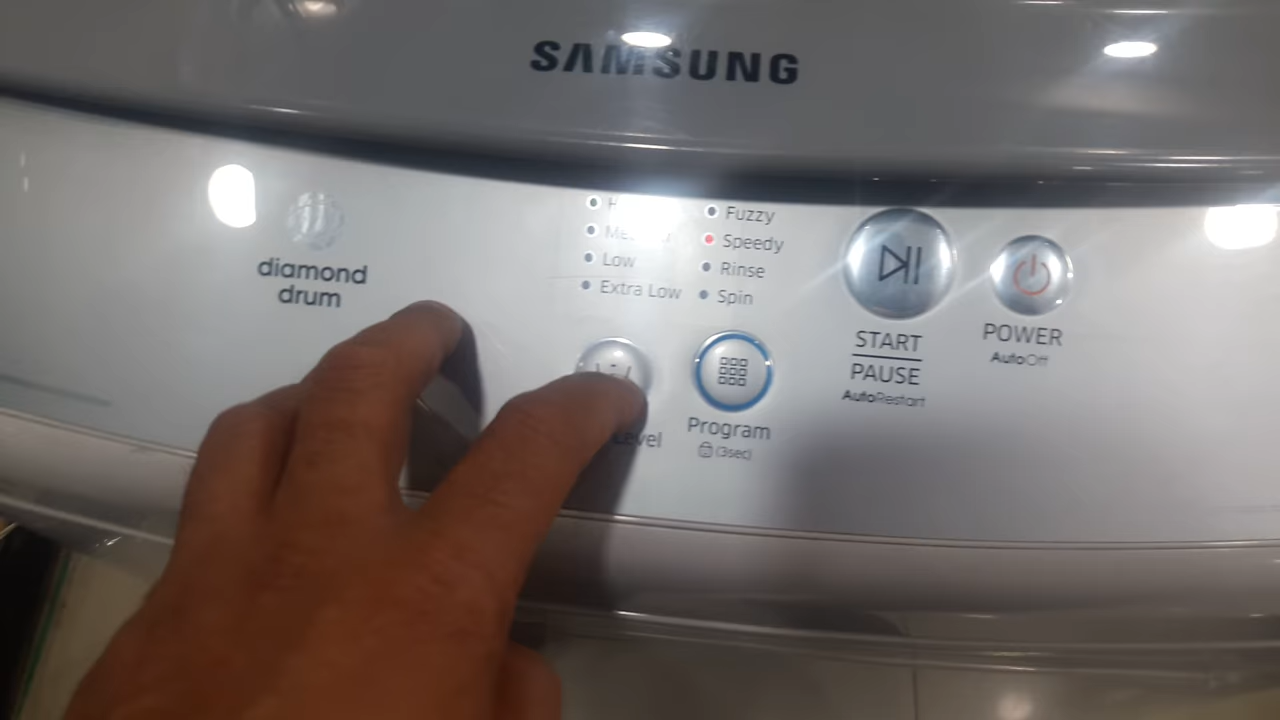 SAMSUNG
diamond
drum
Low
Extra Low
Fuzzy
Speedy
Rinse
Spin
Level
Program
(3sec)
START
PAUSE
AutoRestart
POWER
AutoOff